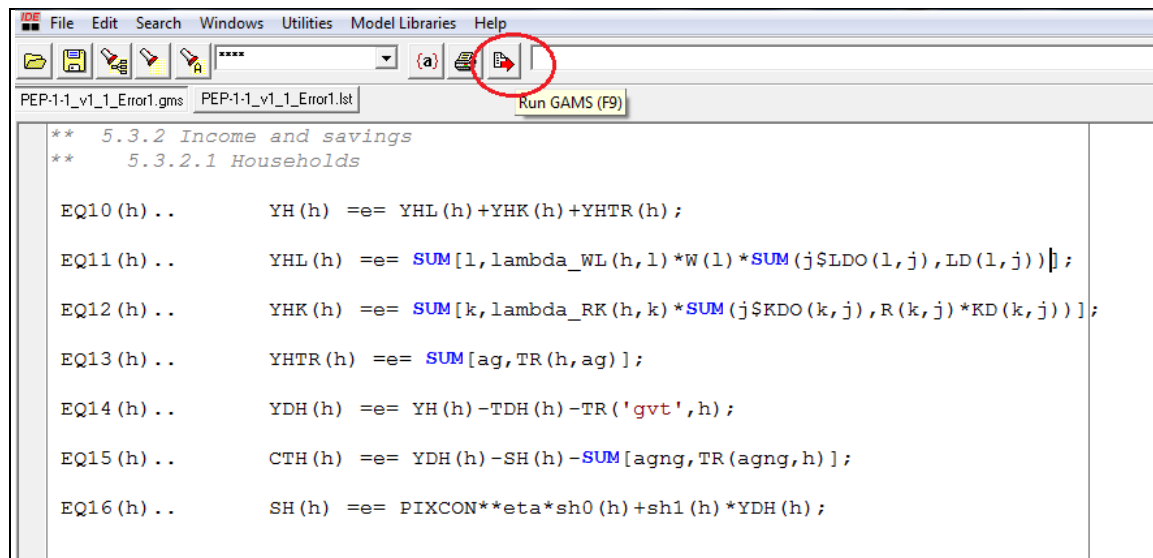 IDE File Edit Search Windows Utilities Model Libraries Help
**** {a}
PEP-1-1_v1_1_Error1.gms PEP-1-1_v1_1_Error1.lst Run GAMS (F9)
** 5.3.2 Income and savings
** 5.3.2.1 Households
EQ10(h).. YH(h) =e= YHL(h)+YHK(h)+YHTR(h);
EQ11(h).. YHL(h) =e= SUM[l,lambda_WL(h,l)*W(l)*SUM(j$LDO(l,j),LD(l,j))];
EQ12(h).. YHK(h) =e= SUM[k,lambda_RK(h,k)*SUM(j$KDO(k,j),R(k,j)*KD(k,j))];
EQ13(h).. YHTR(h) =e= SUM[ag,TR(h,ag)];
EQ14(h).. YDH(h) =e= YH(h)-TDH(h)-TR('gvt',h);
EQ15(h).. CTH(h) =e= YDH(h)-SH(h)-SUM[agng,TR(agng,h)];
EQ16(h).. SH(h) =e= PIXCON**eta*sh0(h)+sh1(h)*YDH(h);